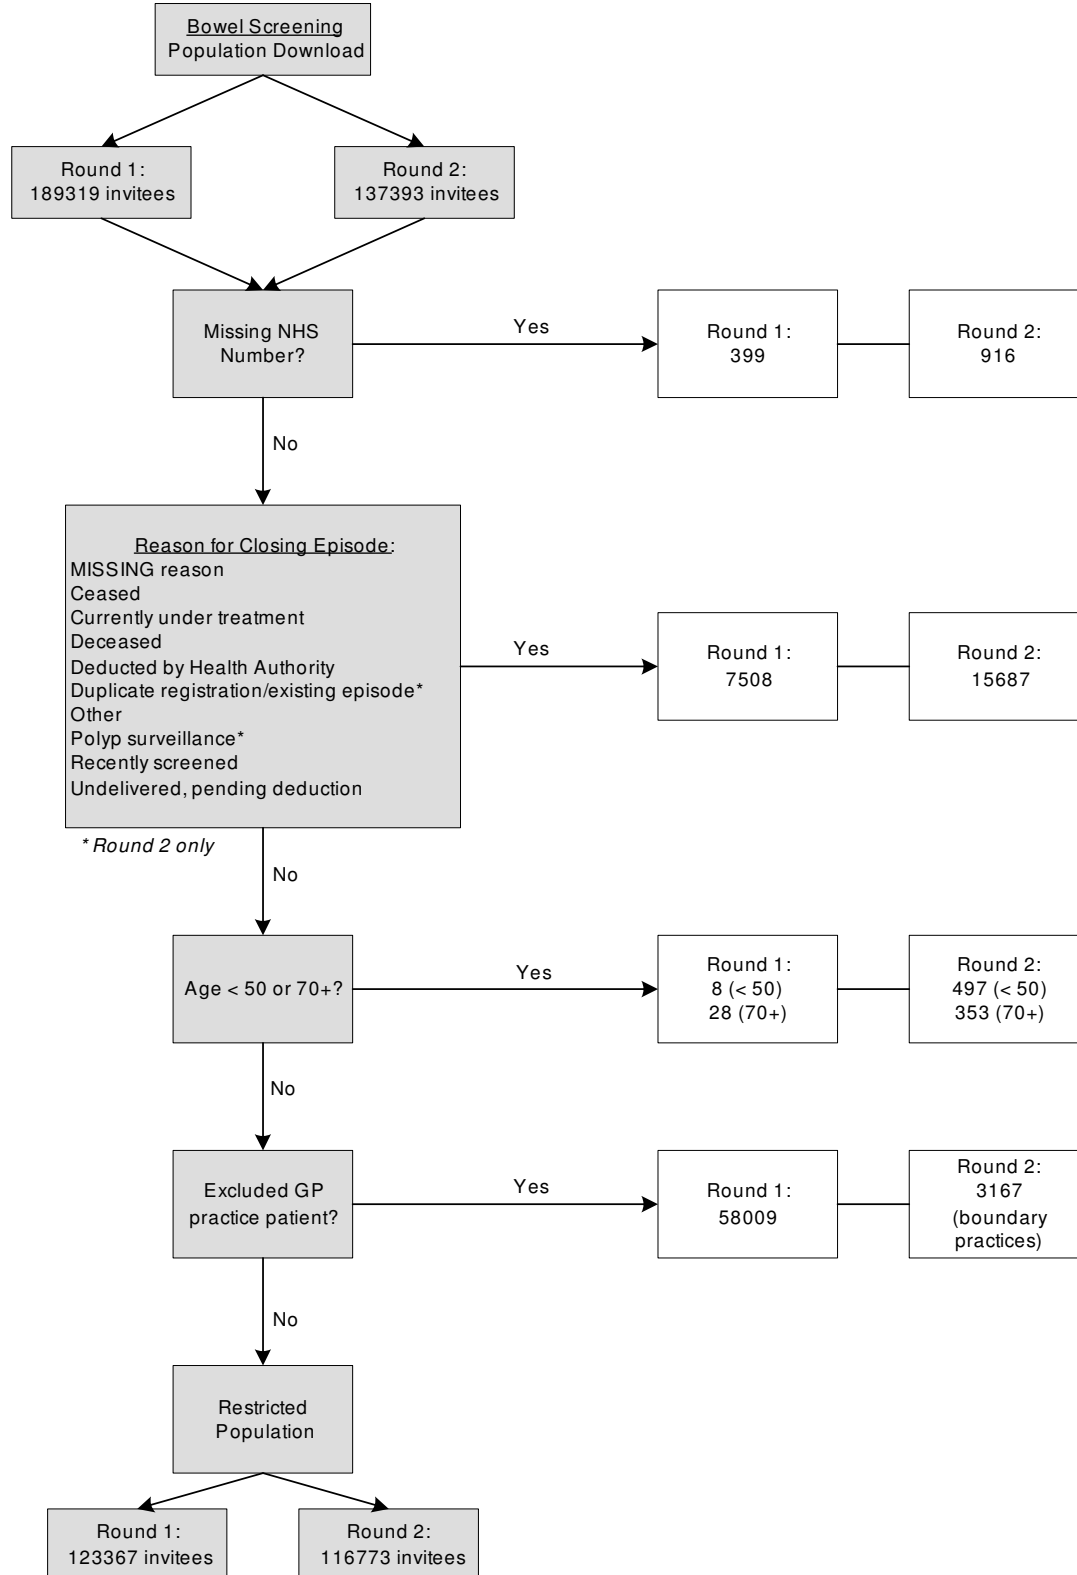 Bowel Screening
Population Download
Round 1:
189319 invitees
Round 2:
137393 invitees
Missing NHS
Number?
Yes
Round 1:
399
Round 2:
916
No
Reason for Closing Episode:
MISSING reason
Ceased
Currently under treatment
Deceased
Deducted by Health Authority
Duplicate registration/existing episode*
Other
Polyp surveillance*
Recently screened
Undelivered, pending deduction
Yes
Round 1:
7508
Round 2:
15687
* Round 2 only
No
Age < 50 or 70+?
Yes
Round 1:
8 (< 50)
28 (70+)
Round 2:
497 (< 50)
353 (70+)
No
Excluded GP
practice patient?
Yes
Round 1:
58009
Round 2:
3167
(boundary
practices)
No
Restricted
Population
Round 1:
123367 invitees
Round 2:
116773 invitees